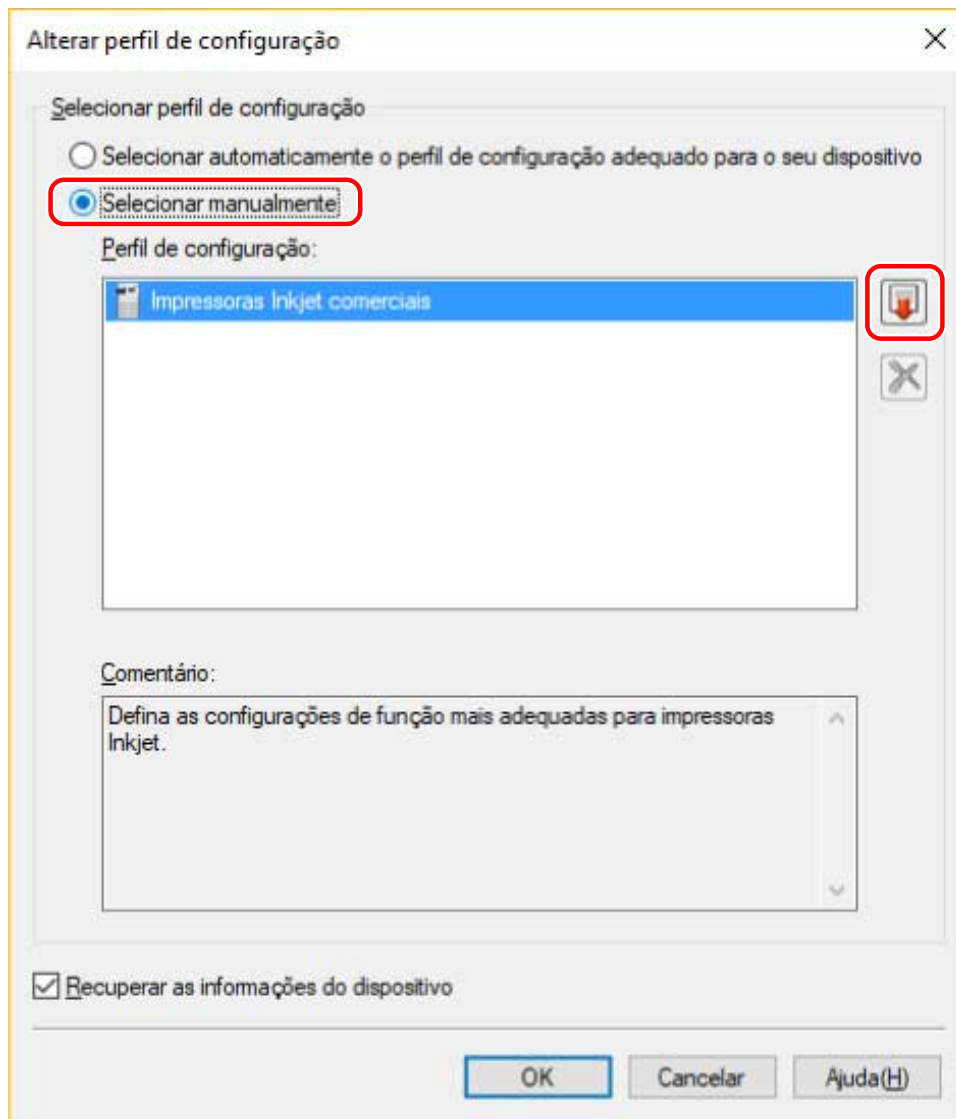 Alterar perfil de configuração
Selecionar perfil de configuração
Selecionar automaticamente o perfil de configuração adequado para o seu dispositivo
Selecionar manualmente
Perfil de configuração:
Impressoras Inkjet comerciais
Comentário:
Defina as configurações de função mais adequadas para impressoras
Inkjet.
Recuperar as informações do dispositivo
OK
Cancelar
Ajuda(H)